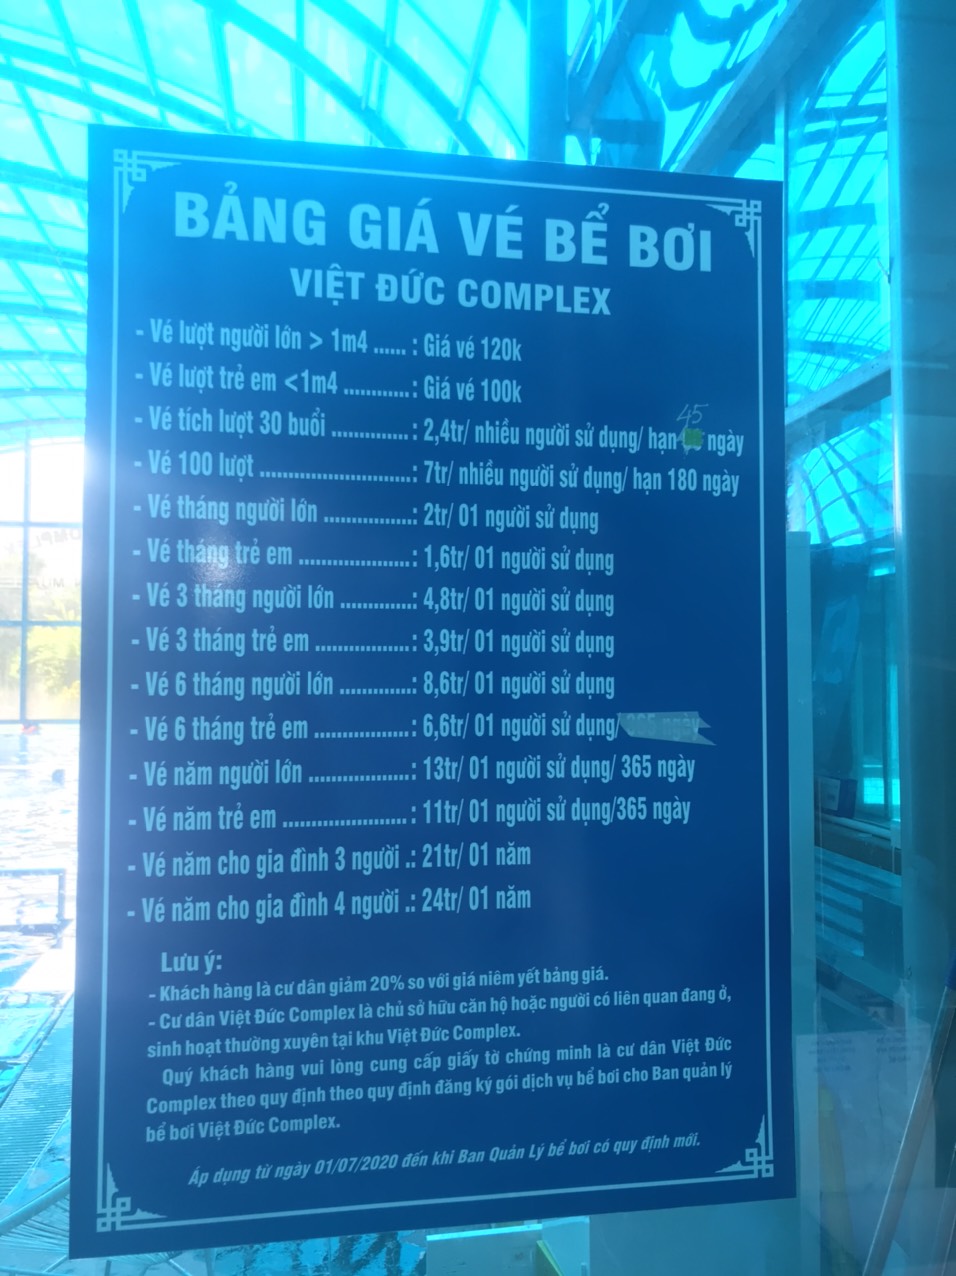 BẢNG GIÁ VÉ BỂ BƠI
VIỆT ĐỨC COMPLEX
- Vé lượt người lớn > 1m4 ...... : Giá vé 120k
- Vé lượt trẻ em <1m4 ............: Giá vé 100k
45
- Vé tích lượt 30 buổi ..............: 2,4tr/ nhiều người sử dụng/ hạn ngày
- Vé 100 lượt ...........................: 7tr/ nhiều người sử dụng/ hạn 180 ngày
- Vé tháng người lớn ................: 2tr/ 01 người sử dụng
- Vé tháng trẻ em ....................: 1,6tr/ 01 người sử dụng
- Vé 3 tháng người lớn .............: 4,8tr/ 01 người sử dụng
- Vé 3 tháng trẻ em .................: 3,9tr/ 01 người sử dụng
- Vé 6 tháng người lớn .............: 8,6tr/ 01 người sử dụng
- Vé 6 tháng trẻ em .................: 6,6tr/ 01 người sử dụng/ 365 ngày
- Vé năm người lớn ..................: 13tr/ 01 người sử dụng/ 365 ngày
- Vé năm trẻ em ......................: 11tr/ 01 người sử dụng/365 ngày
- Vé năm cho gia đình 3 người .: 21tr/ 01 năm
- Vé năm cho gia đình 4 người .: 24tr/ 01 năm
Lưu ý:
- Khách hàng là cư dân giảm 20% so với giá niêm yết bảng giá.
- Cư dân Việt Đức Complex là chủ sở hữu căn hộ hoặc người có liên quan đang ở,
sinh hoạt thường xuyên tại khu Việt Đức Complex.
Quý khách hàng vui lòng cung cấp giấy tờ chứng minh là cư dân Việt Đức
Complex theo quy định theo quy định đăng ký gói dịch vụ bể bơi cho Ban quản lý
bể bơi Việt Đức Complex.
Áp dụng từ ngày 01/07/2020 đến khi Ban Quản Lý bể bơi có quy định mới.